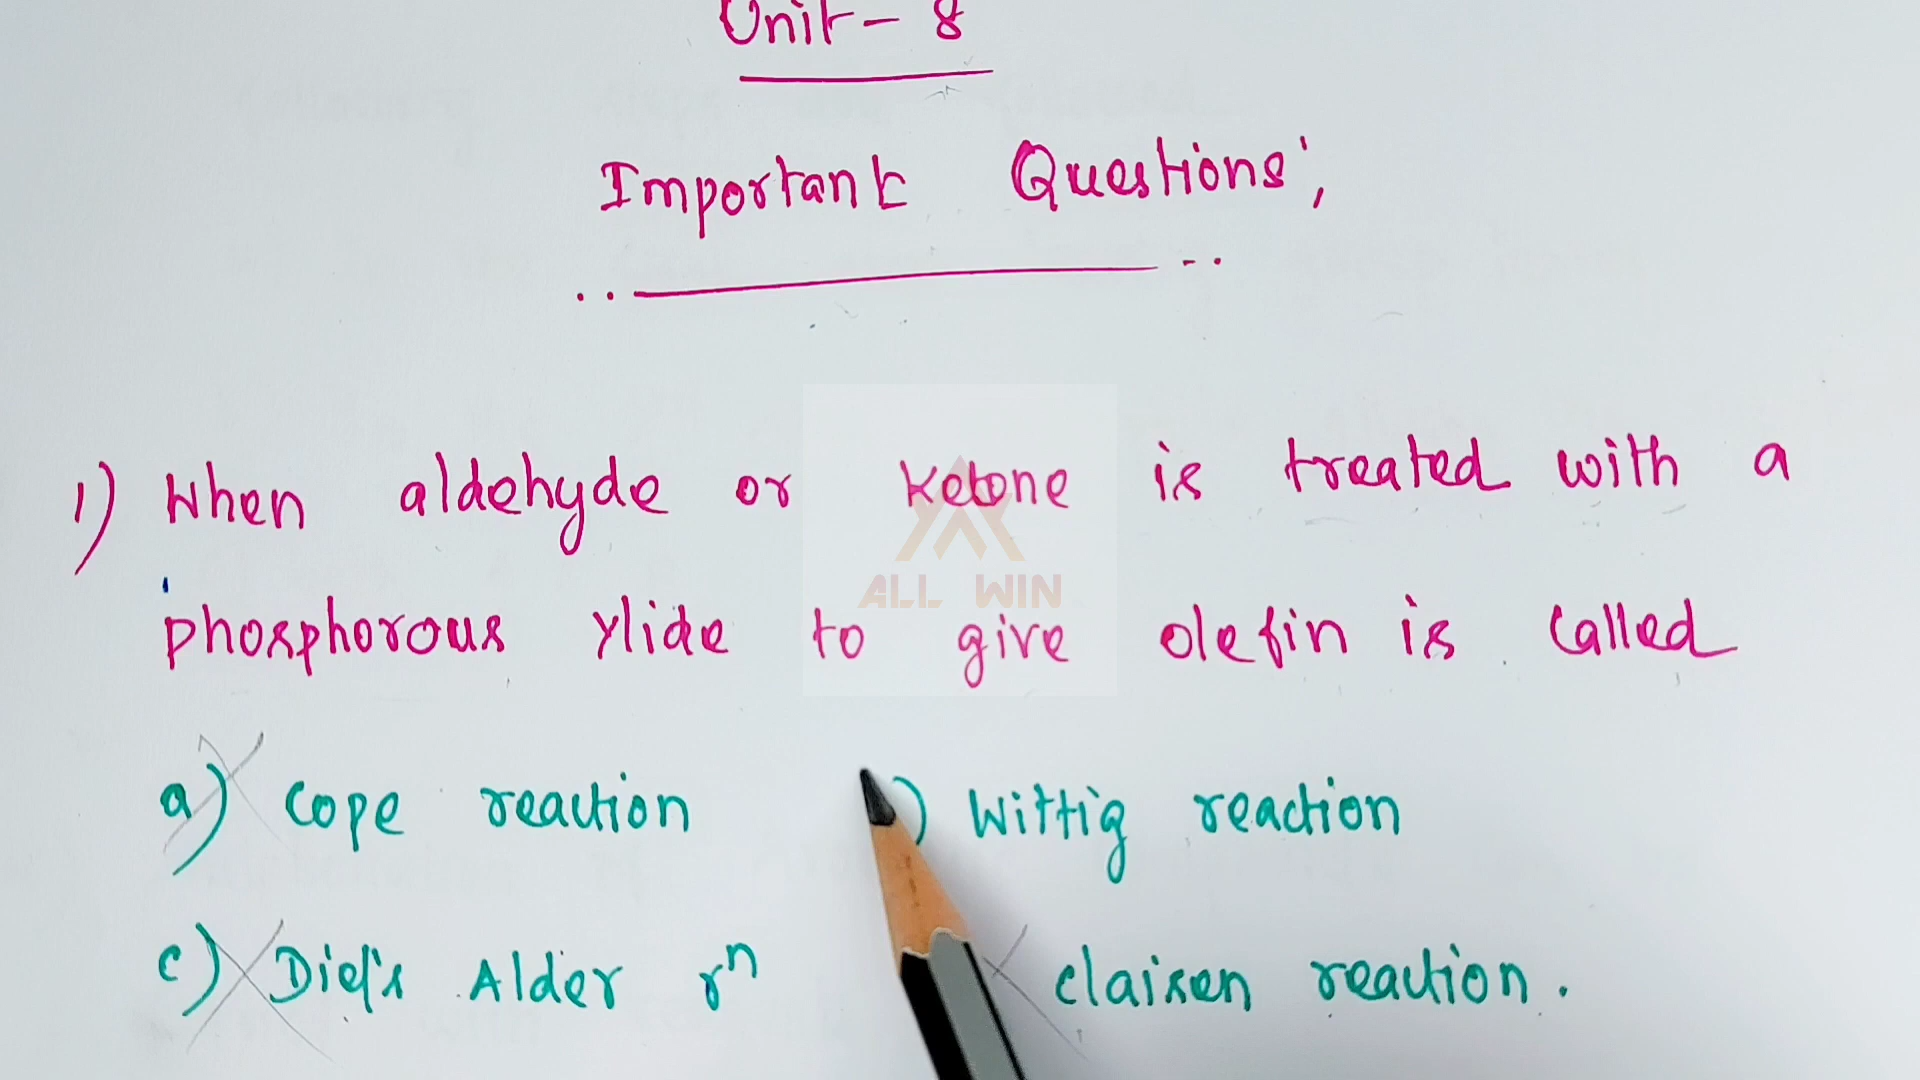 Unit - 8
Important Questions;
1) When aldehyde or ketone is treated with a
phosphorous ylide to give olefin is called
ALL WIN
a) Cope reaction ) Wittig reaction
c) Diel's Alder rn claisen reaction.